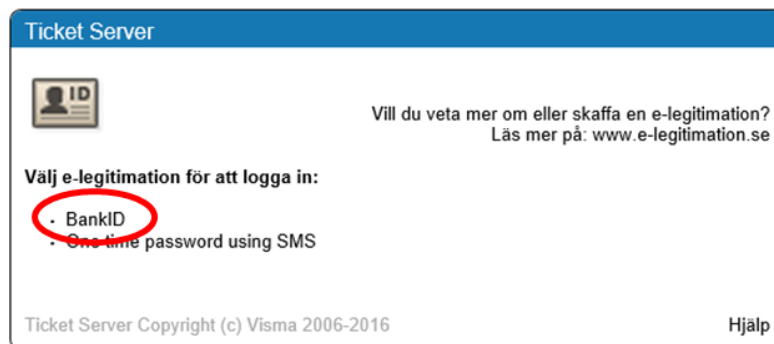 Ticket Server
ID
Vill du veta mer om eller skaffa en e-legitimation?
Läs mer på: www.e-legitimation.se
Välj e-legitimation för att logga in:
· BankID
· One time password using SMS
Ticket Server Copyright (c) Visma 2006-2016
Hjälp